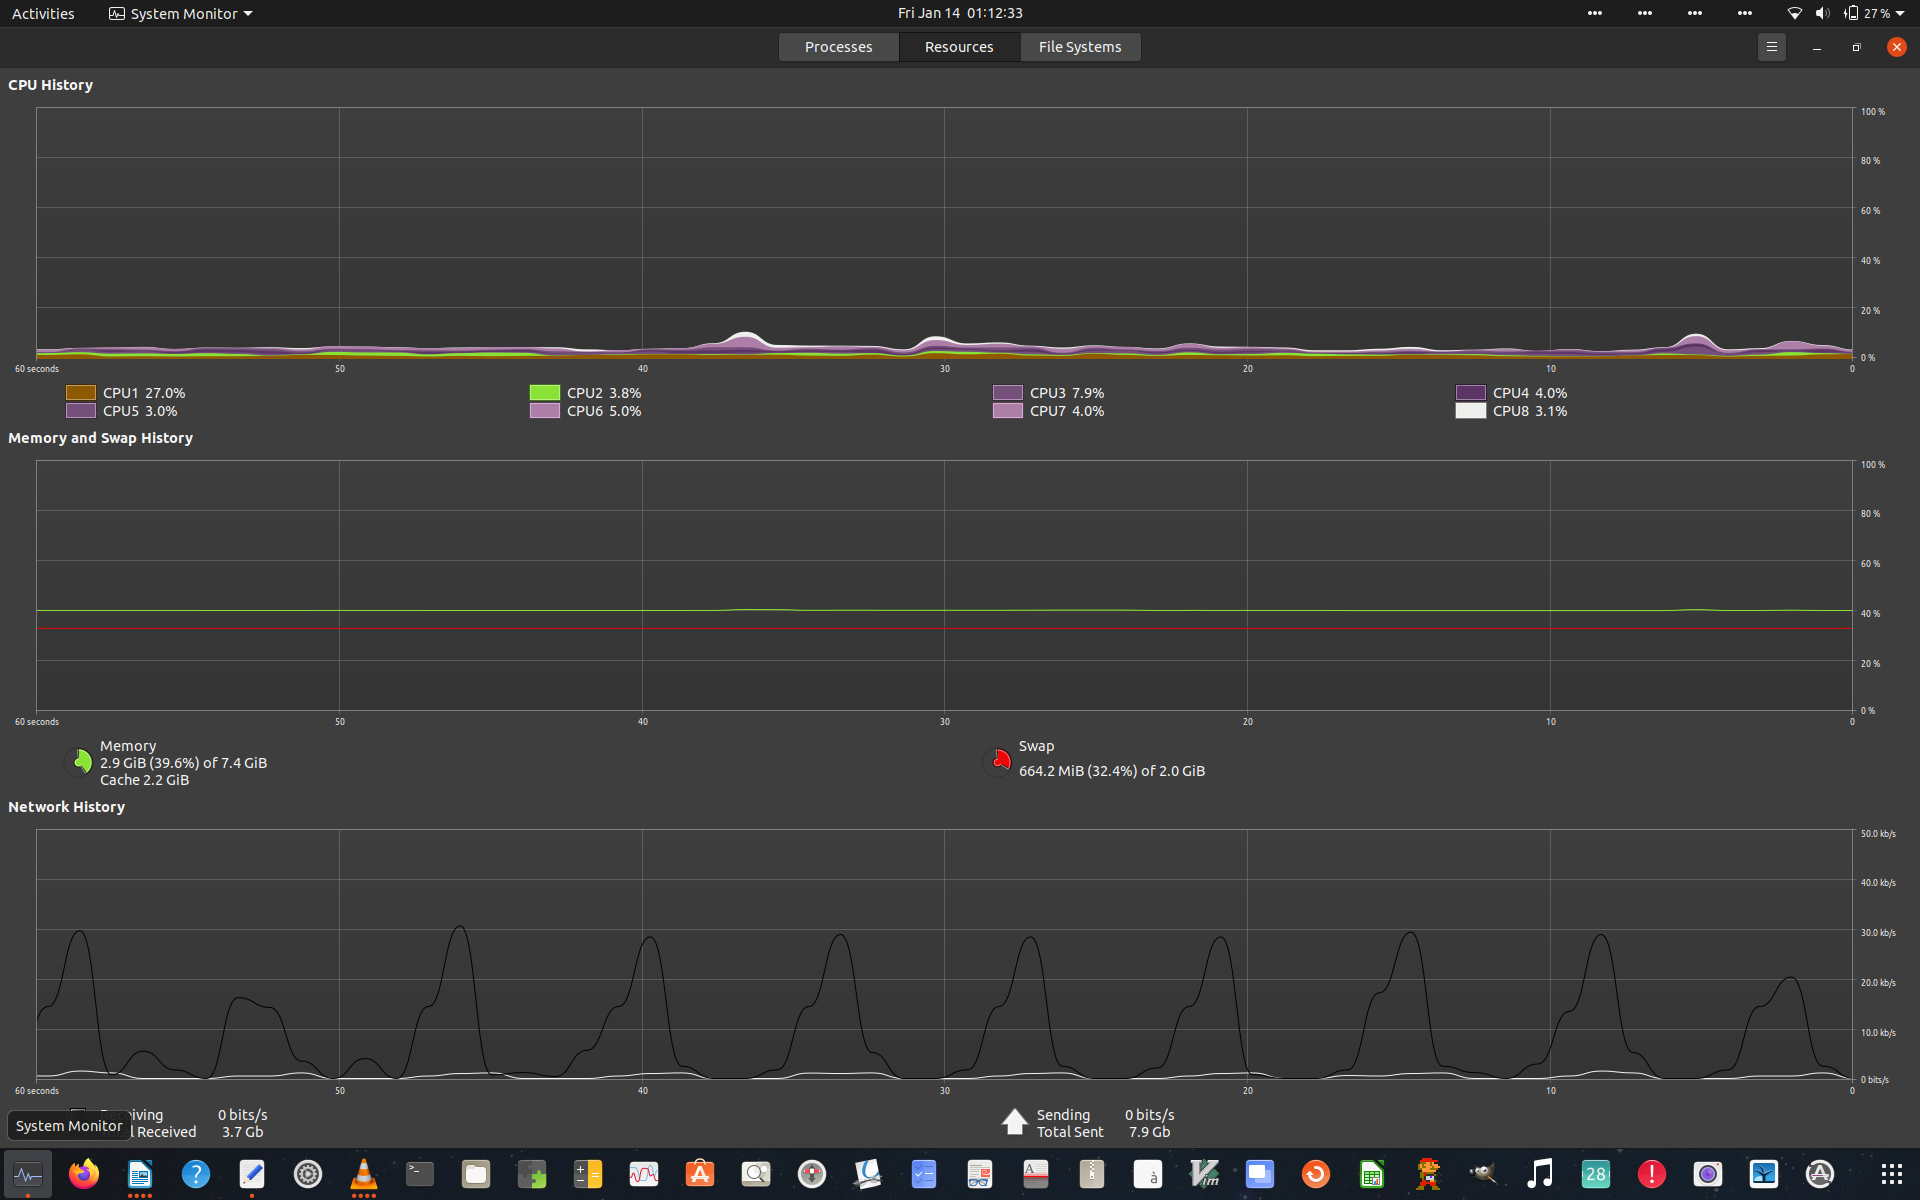 Activities System Monitor Fri Jan 14 01:12:33 27 %
Processes Resources File Systems
CPU History
100 %
80 %
60 %
40 %
20 %
0 %
60 seconds 50 40 30 20 10 0
CPU1 27.0% CPU2 3.8% CPU3 7.9% CPU4 4.0%
CPU5 3.0% CPU6 5.0% CPU7 4.0% CPU8 3.1%
Memory and Swap History
100 %
80 %
60 %
40 %
20 %
0 %
60 seconds 50 40 30 20 10 0
Memory
2.9 GiB (39.6%) of 7.4 GiB
Cache 2.2 GiB
Swap
664.2 MiB (32.4%) of 2.0 GiB
Network History
50.0 kb/s
40.0 kb/s
30.0 kb/s
20.0 kb/s
10.0 kb/s
0 bits/s
60 seconds 50 40 30 20 10 0
iving 0 bits/s Sending 0 bits/s
l Received 3.7 Gb Total Sent 7.9 Gb
System Monitor
28